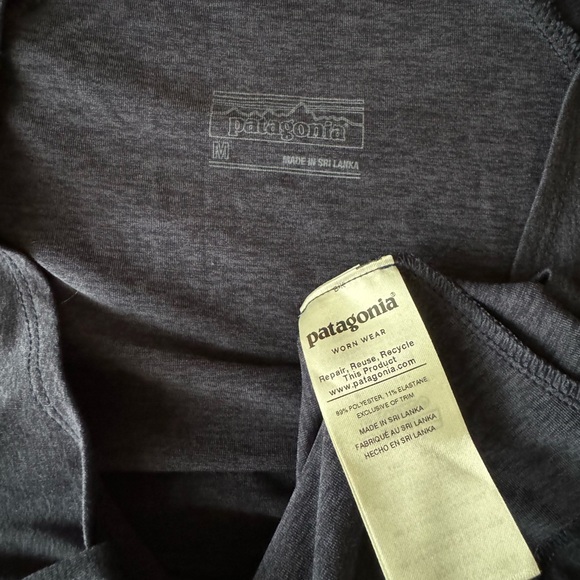 patagonia
M MADE IN SRI LANKA
patagonia®
WORN WEAR
Repair, Reuse, Recycle
This Product
www.patagonia.com
89% POLYESTER, 11% ELASTANE,
EXCLUSIVE OF TRIM
MADE IN SRI LANKA
FABRIQUÉ AU SRI LANKA
HECHO EN SRI LANKA